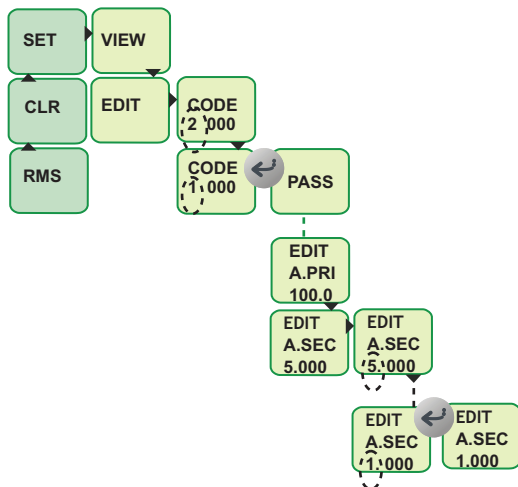 SET
VIEW
CLR
EDIT
CODE
2 000
RMS
CODE
1 000
PASS
EDIT
A.PRI
100.0
EDIT
A.SEC
5.000
EDIT
A.SEC
5.000
EDIT
A.SEC
1.000
EDIT
A.SEC
1.000